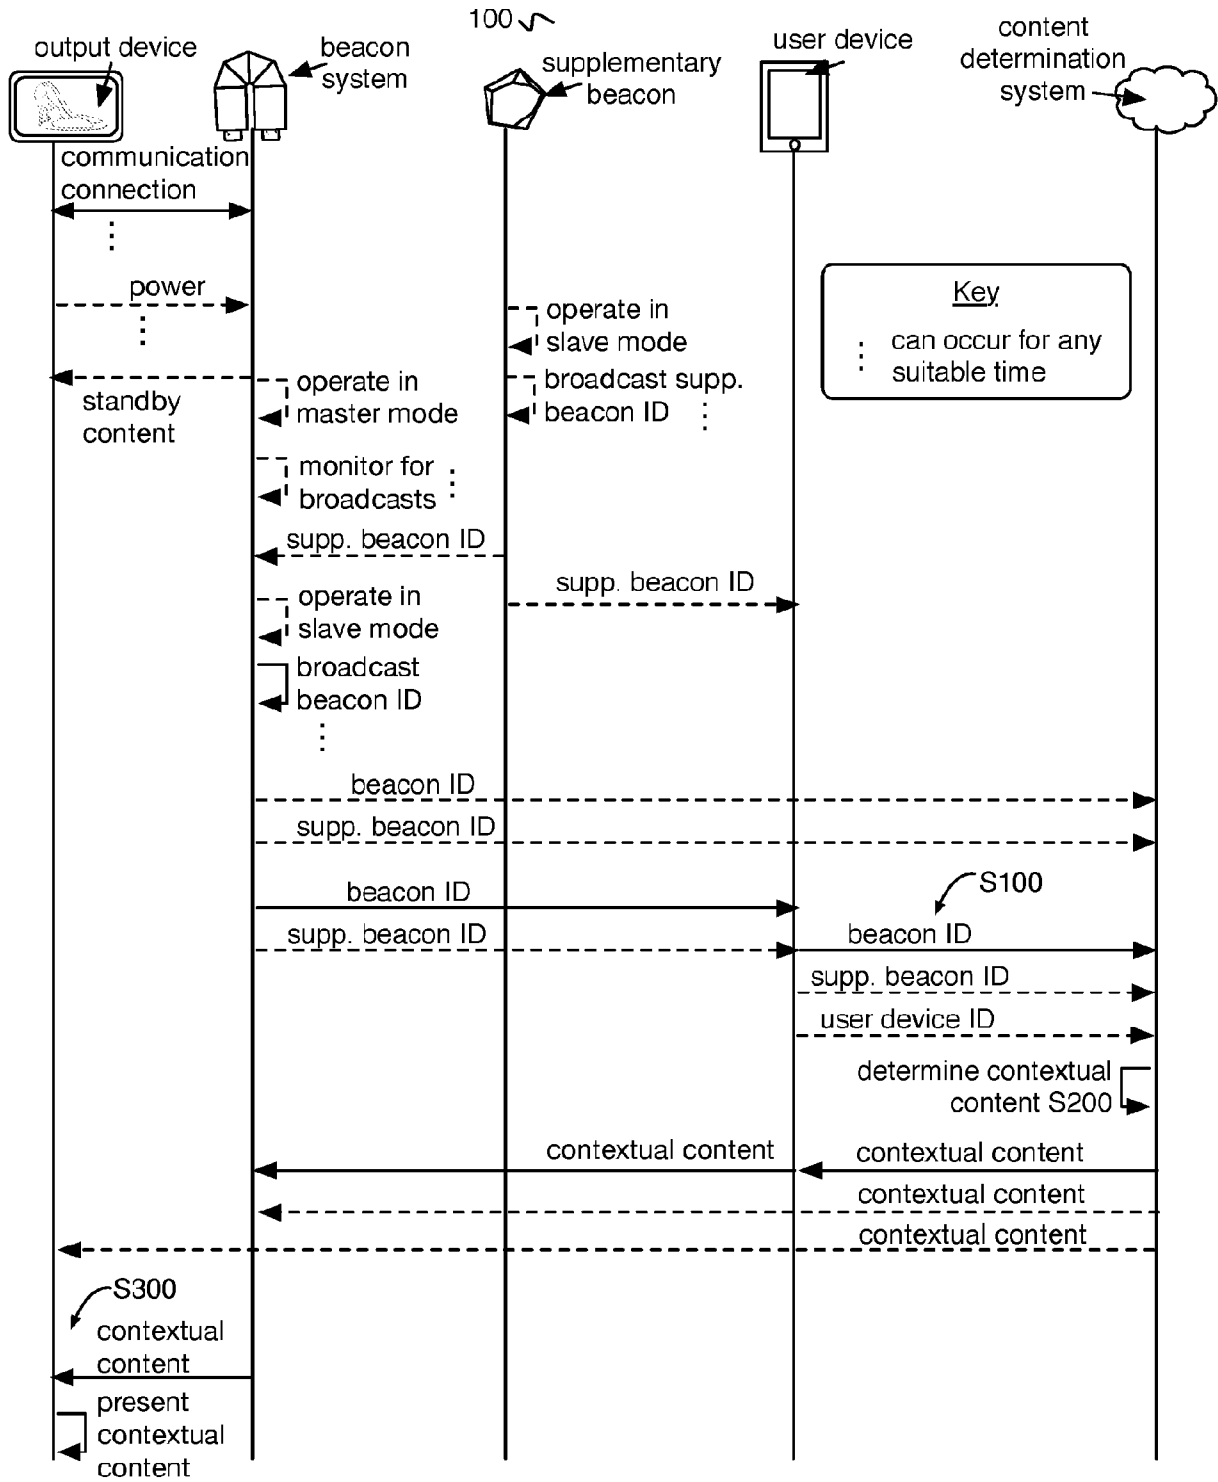 100
output device
beacon
system
supplementary
beacon
user device
content
determination
system
communication
connection
power
operate in
slave mode
Key
can occur for any
suitable time
standby
content
operate in
master mode
broadcast supp.
beacon ID
monitor for
broadcasts
supp. beacon ID
supp. beacon ID
operate in
slave mode
broadcast
beacon ID
beacon ID
supp. beacon ID
S100
beacon ID
supp. beacon ID
beacon ID
supp. beacon ID
user device ID
determine contextual
content S200
contextual content
contextual content
contextual content
contextual content
S300
contextual
content
present
contextual
content